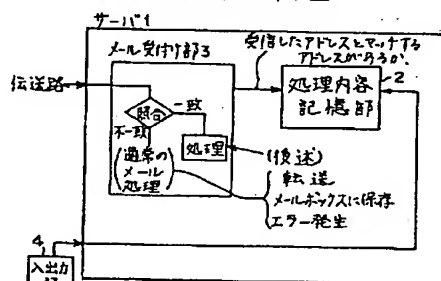 サーバ1
メール受付け部3
受信したアドレスとマッチする
アドレスがあるか.
伝送路
照合
一致
不一致
処理
処理内容
記憶部
2
(後述)
通常の
メール
処理
転送
メールボックスに保存
エラー発生
4
入出力